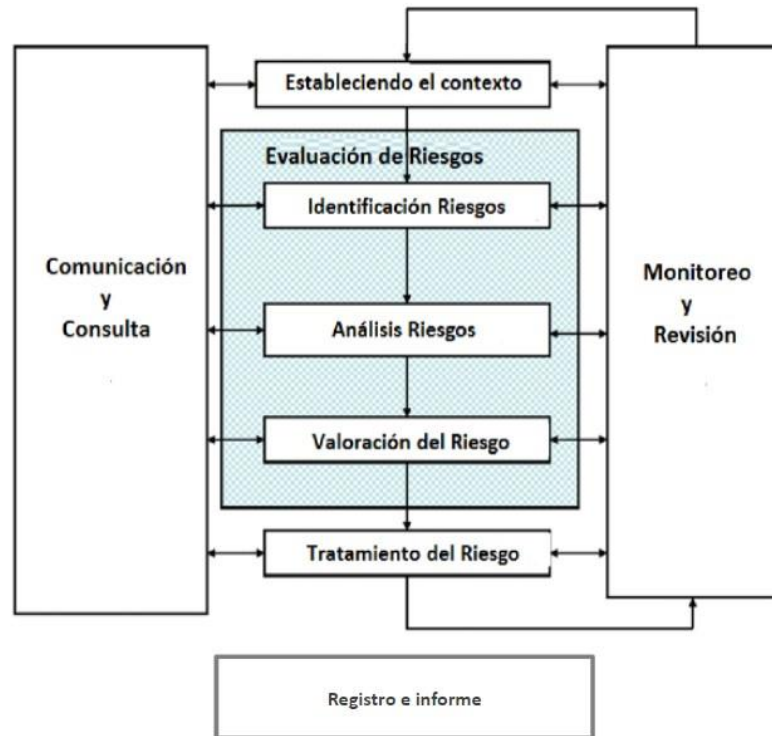 Estableciendo el contexto
Evaluación de Riesgos
Identificación Riesgos
Comunicación
y
Consulta
Análisis Riesgos
Monitoreo
y
Revisión
Valoración del Riesgo
Tratamiento del Riesgo
Registro e informe